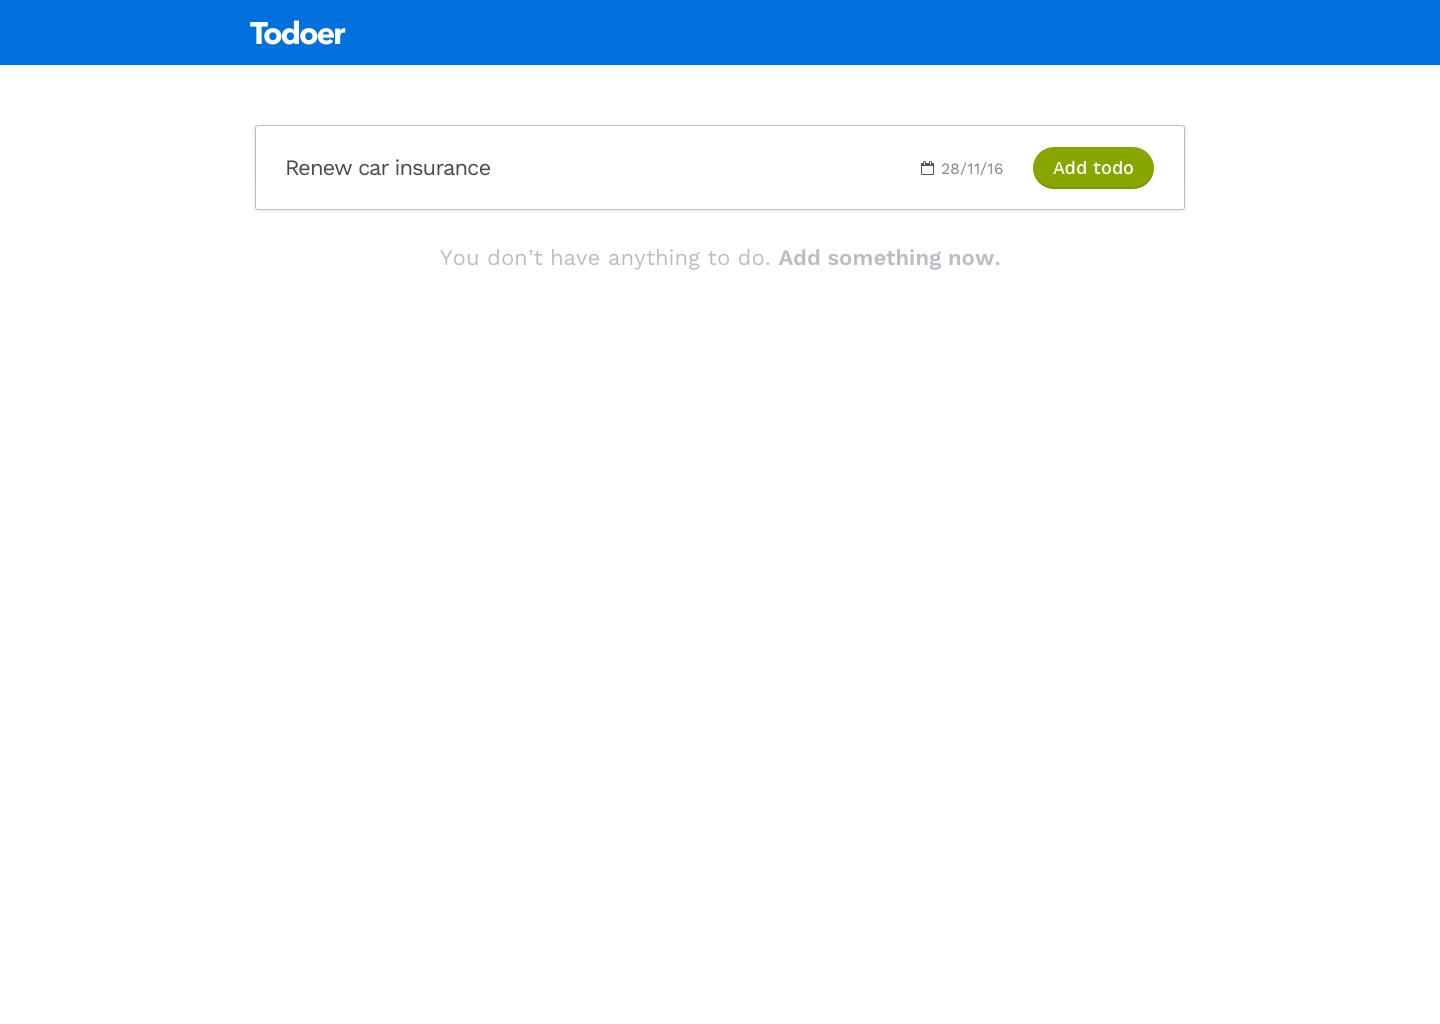 Todoer
Renew car insurance
28/11/16
Add todo
You don’t have anything to do. Add something now.